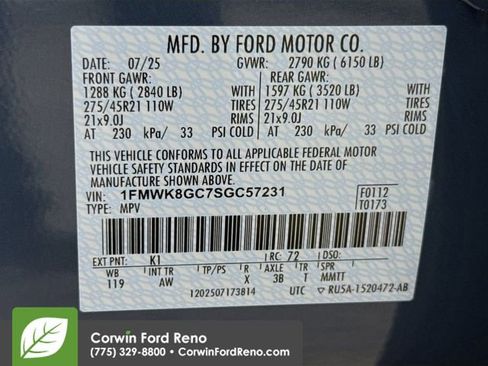 MFD. BY FORD MOTOR CO.
DATE: 07/25 GVWR: 2790 KG ( 6150 LB)
FRONT GAWR: REAR GAWR:
1288 KG ( 2840 LB) WITH 1597 KG ( 3520 LB) WITH
275/45R21 110W TIRES 275/45R21 110W TIRES
21x9.0J RIMS 21x9.0J RIMS
AT 230 kPa/ 33 PSI COLD AT 230 kPa/ 33 PSI COLD
THIS VEHICLE CONFORMS TO ALL APPLICABLE FEDERAL MOTOR
VEHICLE SAFETY STANDARDS IN EFFECT ON THE DATE OF
MANUFACTURE SHOWN ABOVE.
VIN: 1FMWK8GC7SGC57231 F0112
TYPE: MPV T0173
EXT PNT: K1 RC: 72 DSO:
WB INT TR TP/PS R AXLE TR SPR
119 AW 3B T MMTT
1202507173814 UTC ▼ RU5A-1520472-AB
Corwin Ford Reno
(775) 329-8800 • CorwinFordReno.com